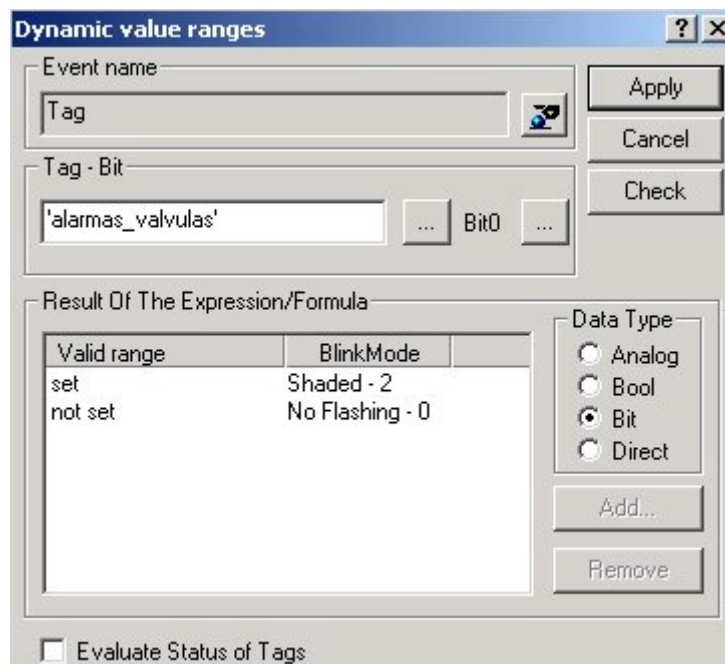 Dynamic value ranges
Event name
Tag
Apply
Cancel
Check
Tag - Bit
'alarmas_valvulas'
...
Bit0
...
Result Of The Expression/Formula
Valid range BlinkMode
set Shaded - 2
not set No Flashing - 0
Data Type
Analog
Bool
Bit
Direct
Add...
Remove
Evaluate Status of Tags